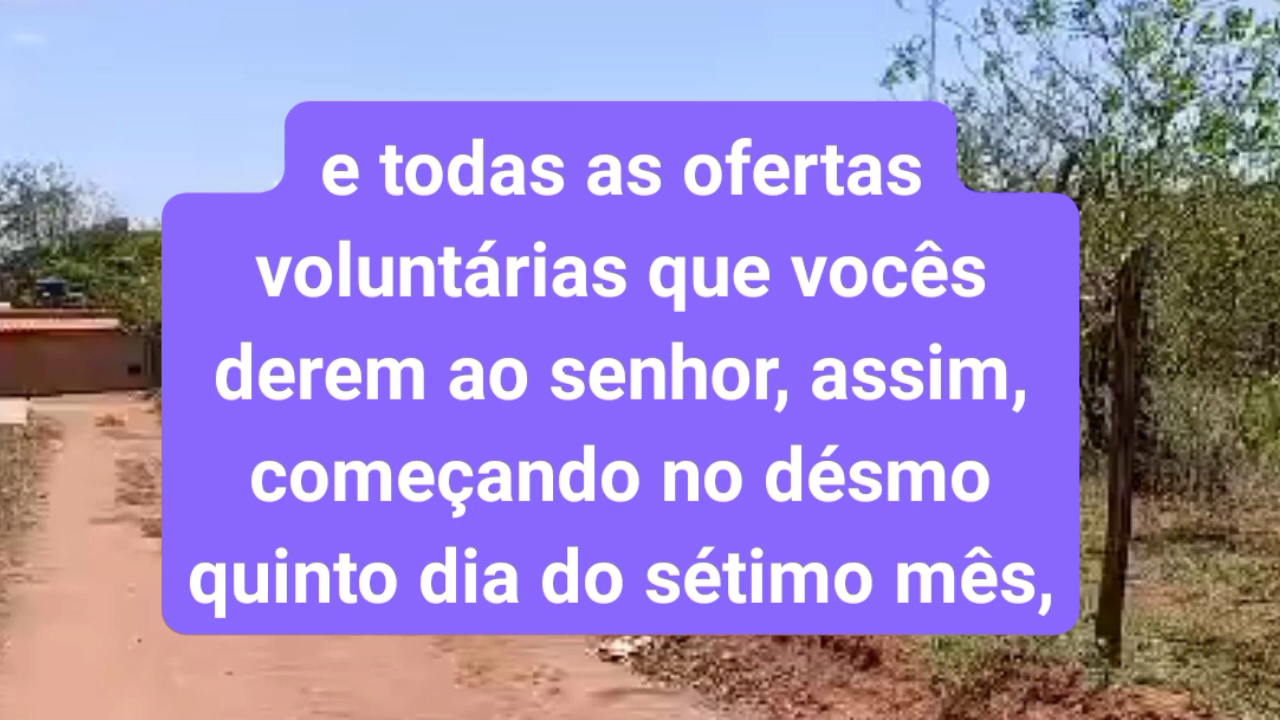 e todas as ofertas
voluntárias que vocês
derem ao senhor, assim,
começando no désmo
quinto dia do sétimo mês,